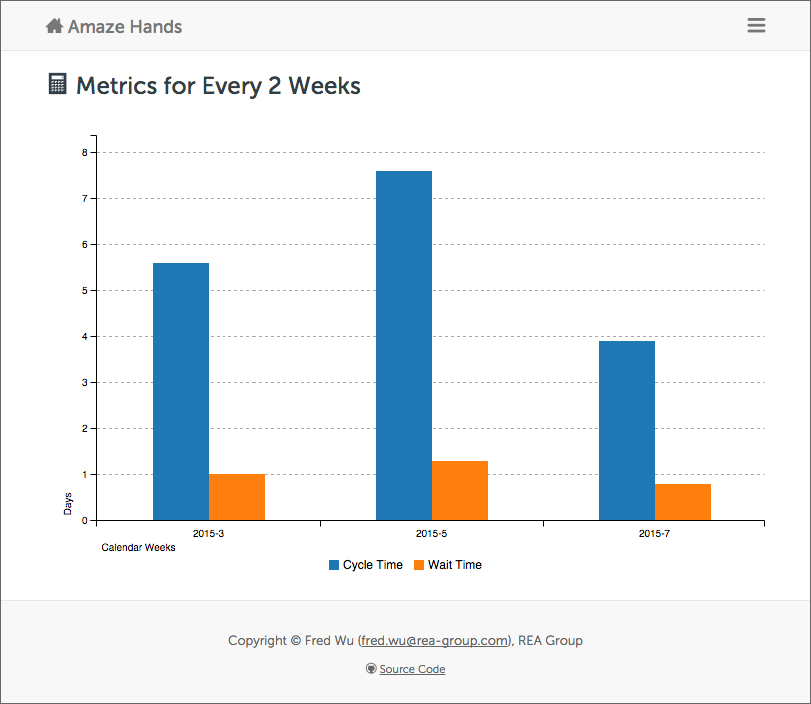 Amaze Hands
Metrics for Every 2 Weeks
8
7
6
5
4
3
2
1
0
Days
2015-3
2015-5
2015-7
Calendar Weeks
Cycle Time
Wait Time
Copyright © Fred Wu (fred.wu@rea-group.com), REA Group
Source Code